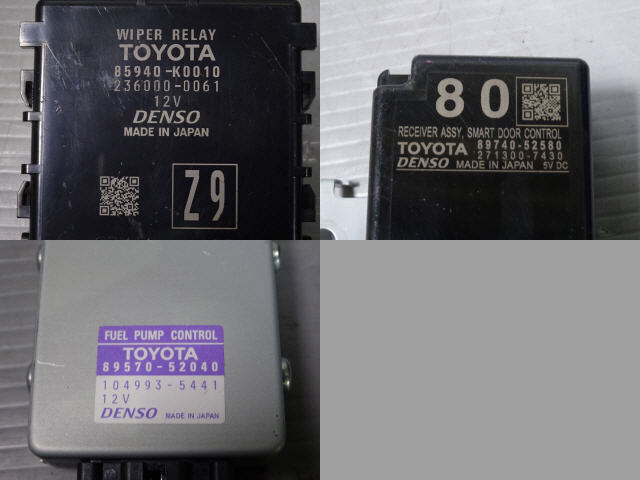 WIPER RELAY
TOYOTA
85940-K0010
236000-0061
12V
DENSO
MADE IN JAPAN
Z9
80
RECEIVER ASSY, SMART DOOR CONTROL
TOYOTA 89740-52580
271300-7430
DENSO MADE IN JAPAN 5V DC
FUEL PUMP CONTROL
TOYOTA
89570-52040
104993-5441
12V
DENSO MADE IN JAPAN